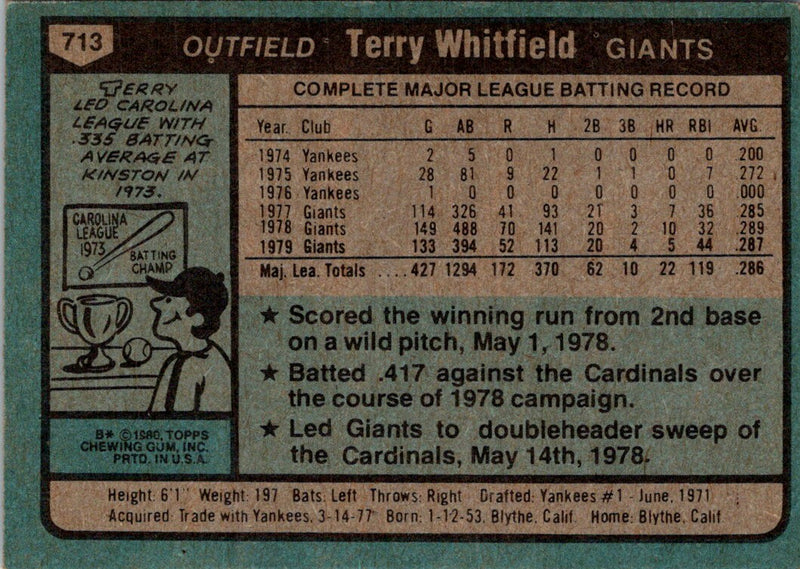 713
OUTFIELD Terry Whitfield GIANTS
TERRY
LED CAROLINA
LEAGUE WITH
.335 BATTING
AVERAGE AT
KINSTON IN
1973.
CAROLINA
LEAGUE
1973
BATTING
CHAMP
B* © 1980, TOPPS
CHEWING GUM, INC.
PRTD. IN U.S.A.
COMPLETE MAJOR LEAGUE BATTING RECORD
Year Club G AB R H 2B 3B HR RBI AVG.
1974 Yankees 2 5 0 1 0 0 0 0 .200
1975 Yankees 28 81 9 22 1 1 0 7 .272
1976 Yankees 1 0 0 0 0 0 0 0 .000
1977 Giants 114 326 41 93 21 3 7 36 .285
1978 Giants 149 488 70 141 20 2 10 32 .289
1979 Giants 133 394 52 113 20 4 5 44 .287
Maj. Lea. Totals .... 427 1294 172 370 62 10 22 119 .286
★ Scored the winning run from 2nd base
on a wild pitch, May 1, 1978.
★ Batted .417 against the Cardinals over
the course of 1978 campaign.
★ Led Giants to doubleheader sweep of
the Cardinals, May 14th, 1978.
Height: 6'1" Weight: 197 Bats: Left Throws: Right Drafted: Yankees #1 - June, 1971
Acquired: Trade with Yankees, 3-14-77 Born: 1-12-53, Blythe, Calif. Home: Blythe, Calif.